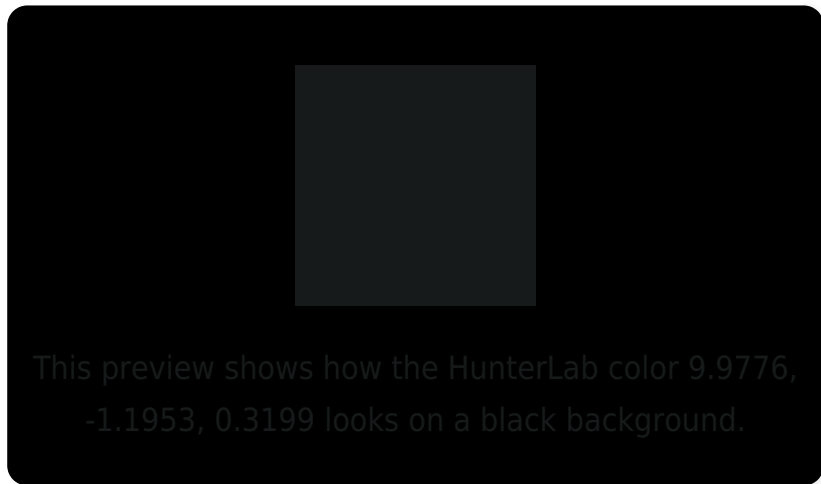 This preview shows how the HunterLab color 9.9776,
-1.1953, 0.3199 looks on a black background.